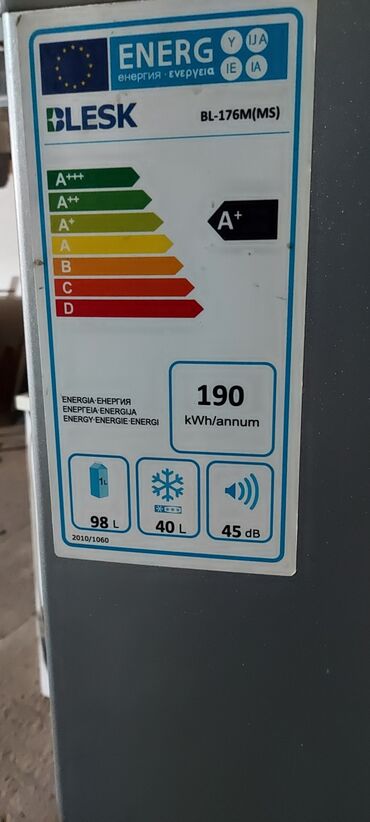 ENERG
енергия · ενεργεια
Y IJA
IE IA
BLESK
BL-176M(MS)
A+++
A++
A+
A
B
C
D
A+
ENERGIA·ЕНЕРГИЯ
ΕΝΕΡΓΕΙΑ·ENERGIJA
ENERGY·ENERGIE·ENERGI
190
kWh/annum
1L
98 L
40 L
45 dB
2010/1060